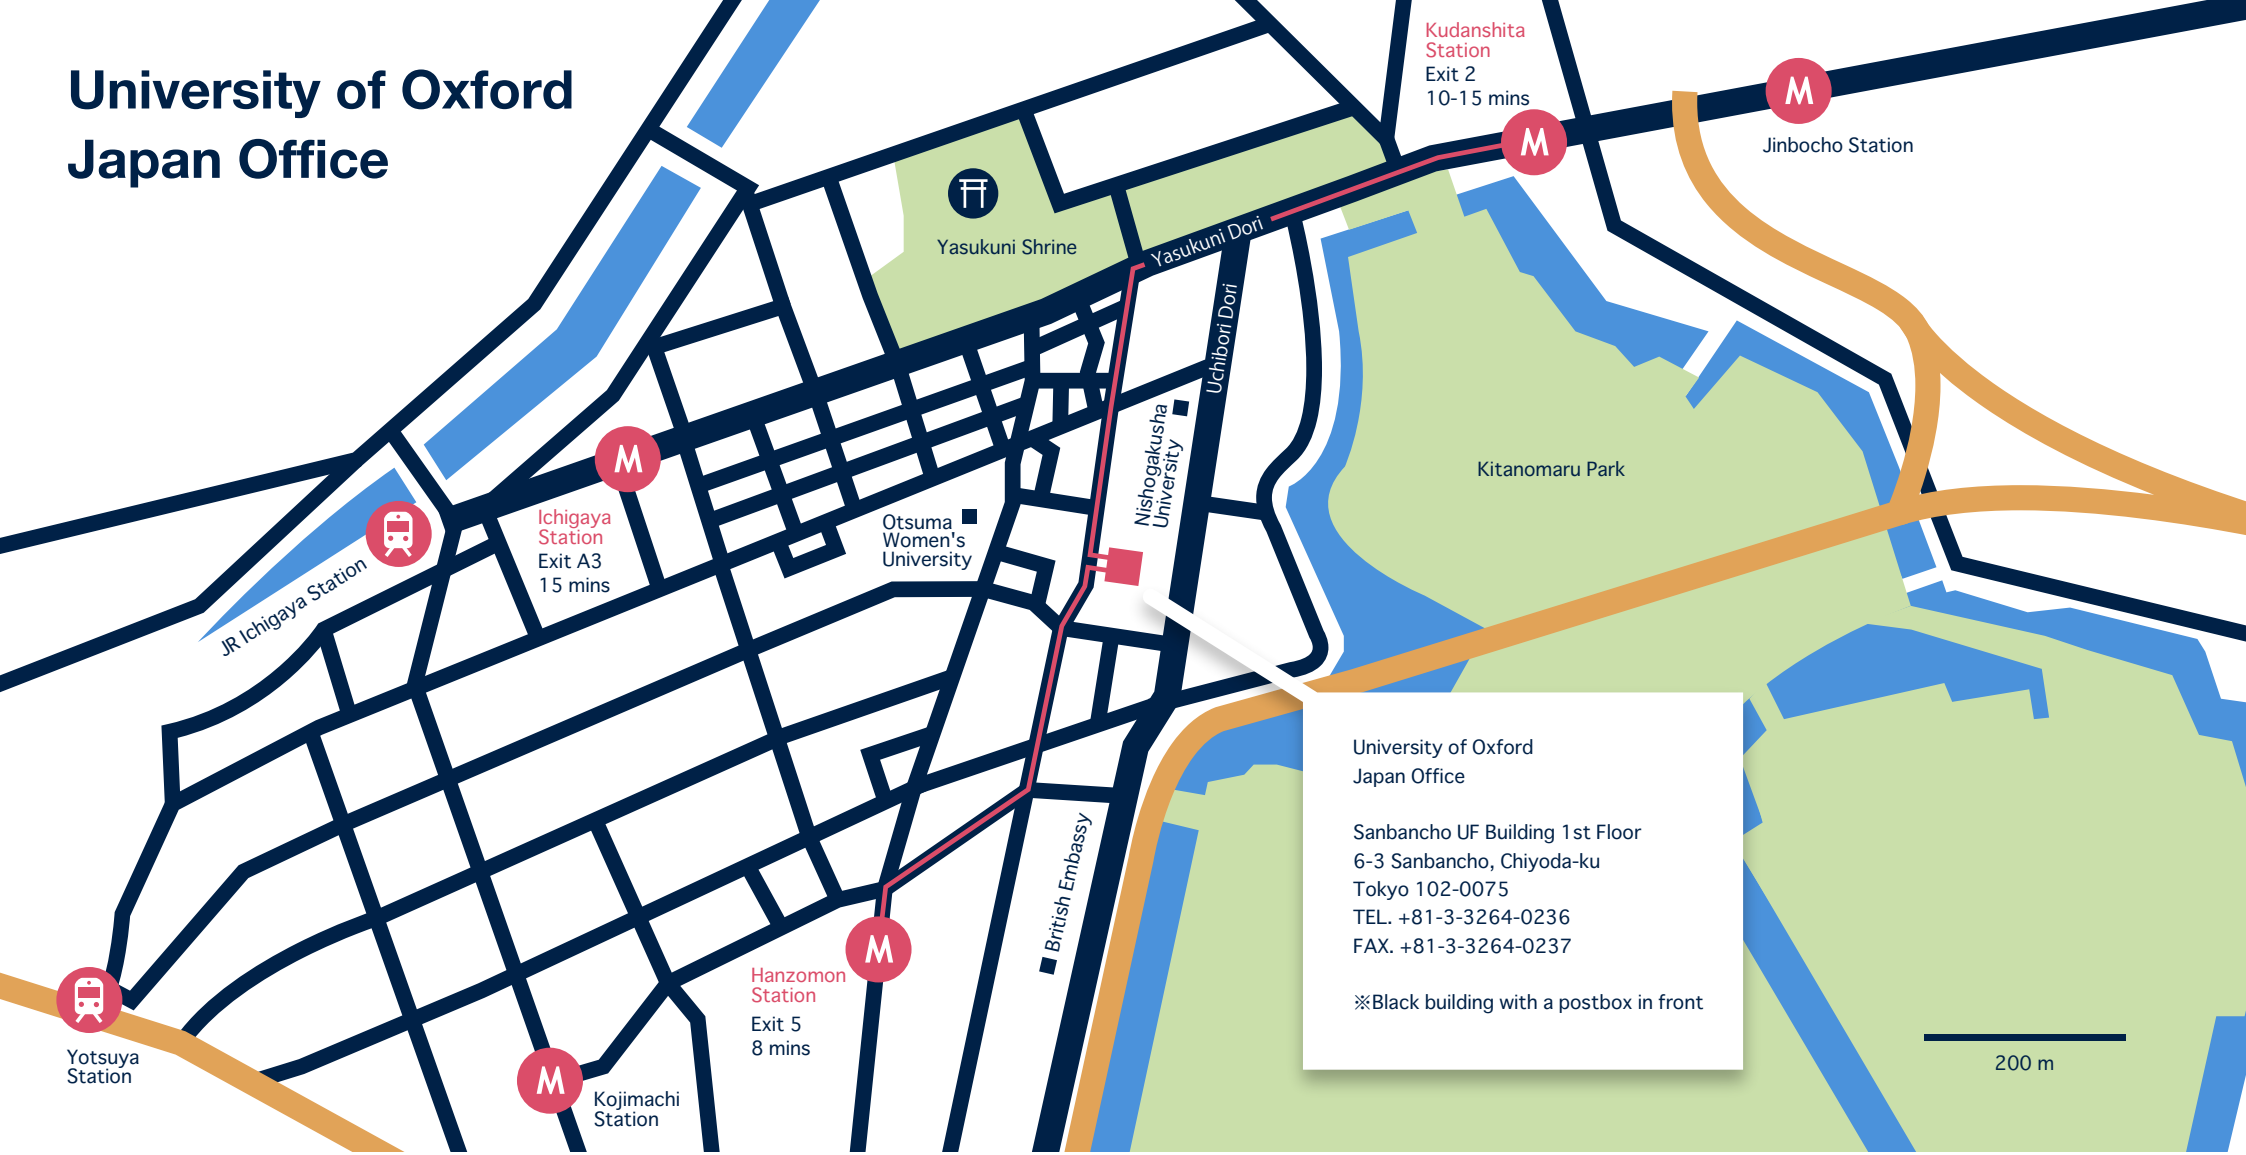 University of Oxford
Japan Office
Kudanshita
Station
Exit 2
10-15 mins
M
M
Jinbocho Station
Yasukuni Shrine
Yasukuni Dori
Uchibori Dori
Nishogakusha
University
Kitanomaru Park
M
Ichigaya
Station
Exit A3
15 mins
JR Ichigaya Station
Otsuma
Women's
University
University of Oxford
Japan Office
Sanbancho UF Building 1st Floor
6-3 Sanbancho, Chiyoda-ku
Tokyo 102-0075
TEL. +81-3-3264-0236
FAX. +81-3-3264-0237
※Black building with a postbox in front
British Embassy
M
Hanzomon
Station
Exit 5
8 mins
Yotsuya
Station
M
Kojimachi
Station
200 m